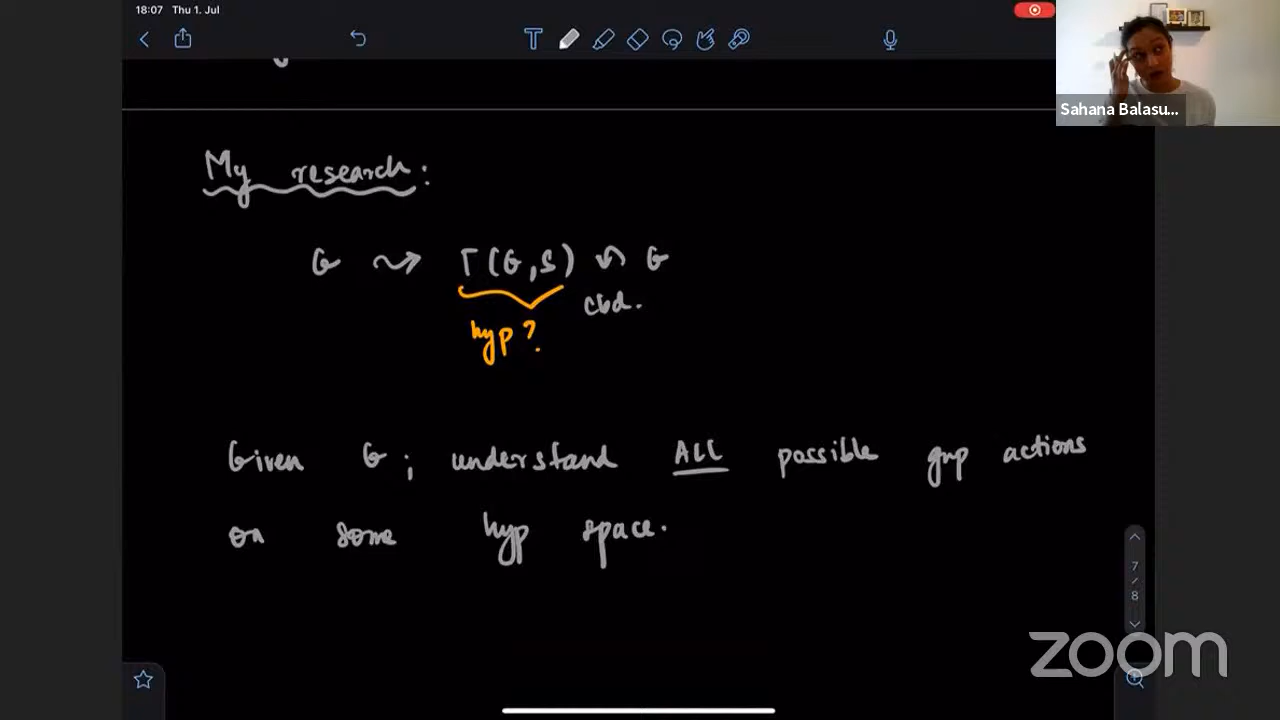 18:07 Thu 1. Jul
Sahana Balasu...
My research:
G ⤳ Γ(G,S) ↶ G
cbd.
hyp?
Given G; understand ALL possible grp actions
on some hyp space.
7
/
8
zoom